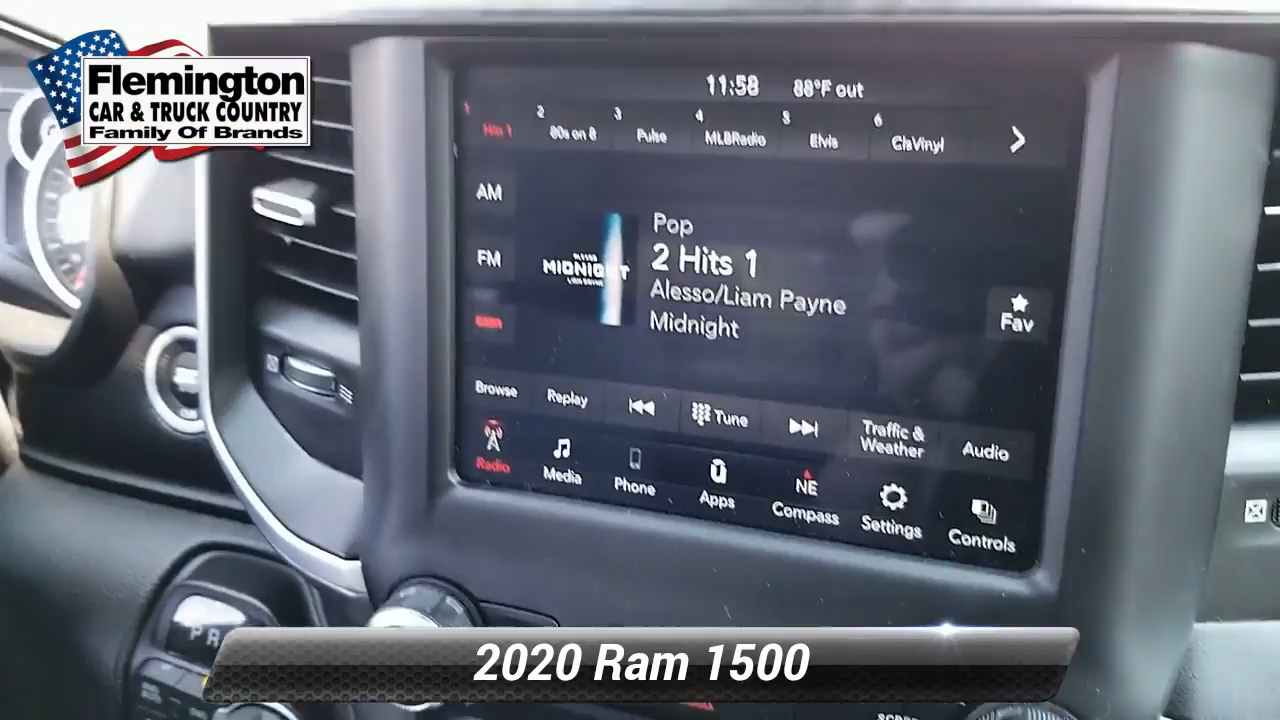 Flemington
CAR & TRUCK COUNTRY
Family Of Brands
11:58 88°F out
1 2 3 4 5 6
Hits 1 80s on 8 Pulse MLBRadio Elvis ClsVinyl
AM
FM
MIDNIGHT
Pop
2 Hits 1
Alesso/Liam Payne
Midnight
Fav
Browse Replay Tune Traffic & Weather Audio
Radio Media Phone Apps NE Compass Settings Controls
P R
2020 Ram 1500